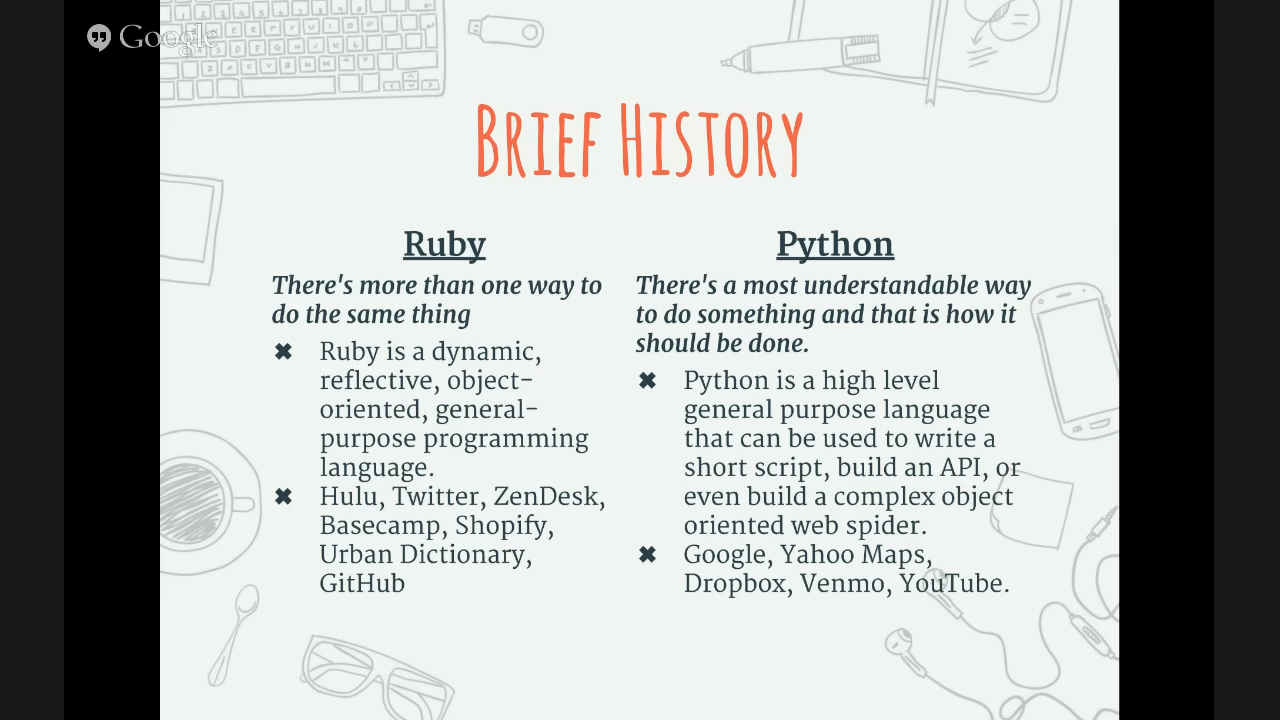 Google
Brief History
Ruby
There's more than one way to
do the same thing
✖ Ruby is a dynamic,
reflective, object-
oriented, general-
purpose programming
language.
✖ Hulu, Twitter, ZenDesk,
Basecamp, Shopify,
Urban Dictionary,
GitHub
Python
There's a most understandable way
to do something and that is how it
should be done.
✖ Python is a high level
general purpose language
that can be used to write a
short script, build an API, or
even build a complex object
oriented web spider.
✖ Google, Yahoo Maps,
Dropbox, Venmo, YouTube.